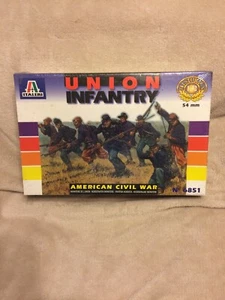 UNION
INFANTRY
ITALERI
54 mm
AMERICAN CIVIL WAR
N° 6851